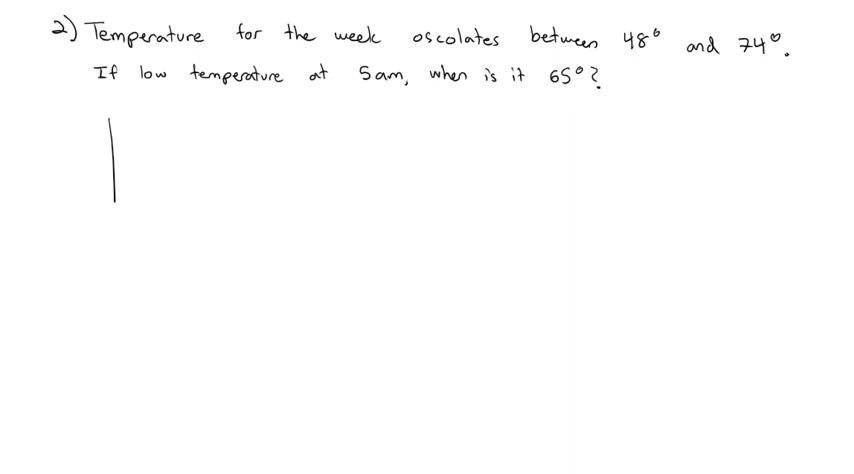 2) Temperature for the week oscolates between 48° and 74°.
If low temperature at 5am, when is it 65°?